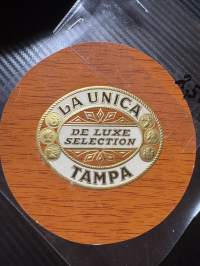 LA UNICA
DE LUXE
SELECTION
TAMPA